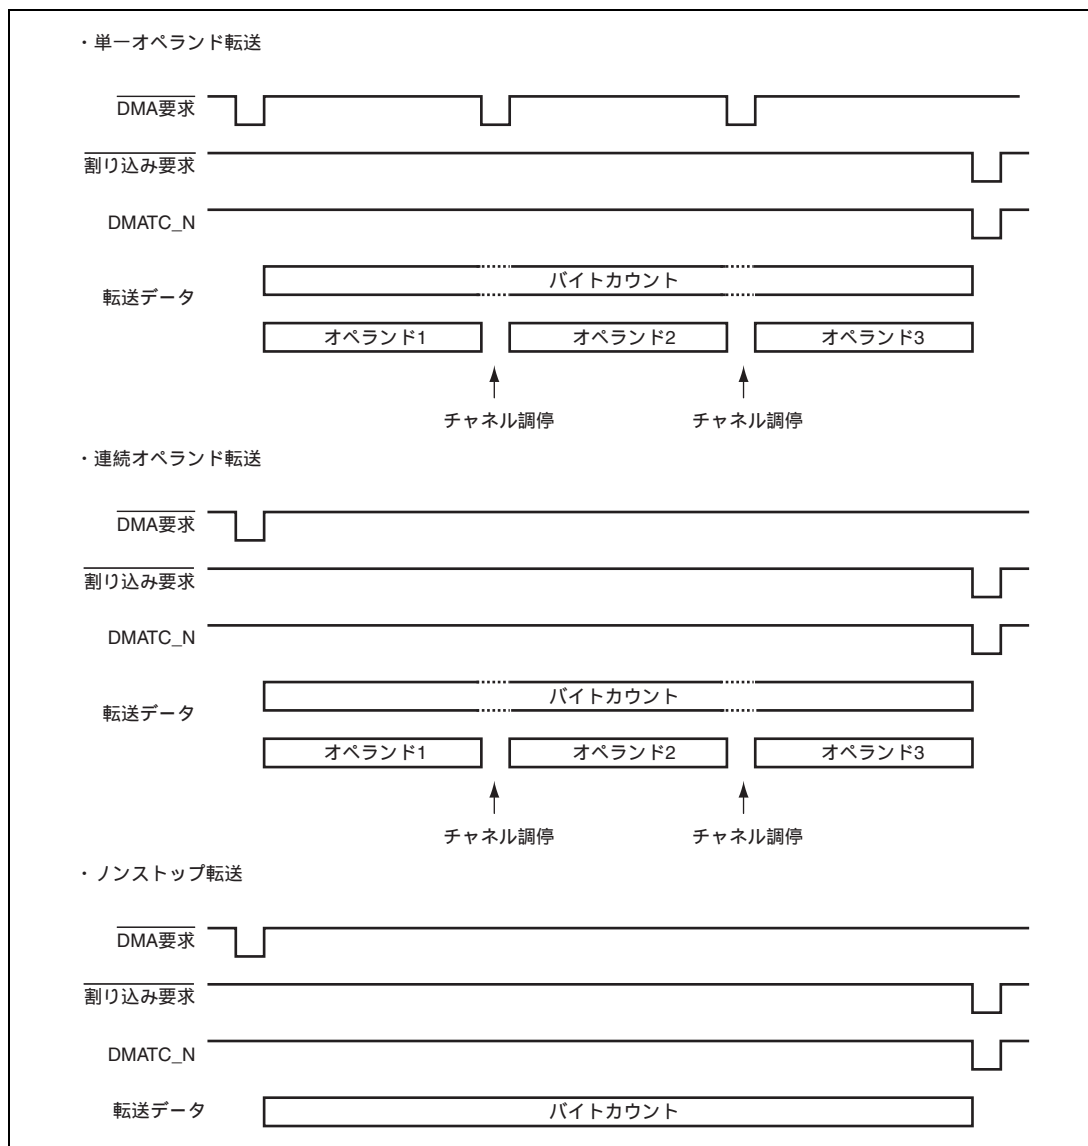 ・単一オペランド転送
DMA要求
割り込み要求
DMATC_N
転送データ
バイトカウント
オペランド1 オペランド2 オペランド3
チャネル調停 チャネル調停
・連続オペランド転送
DMA要求
割り込み要求
DMATC_N
転送データ
バイトカウント
オペランド1 オペランド2 オペランド3
チャネル調停 チャネル調停
・ノンストップ転送
DMA要求
割り込み要求
DMATC_N
転送データ バイトカウント